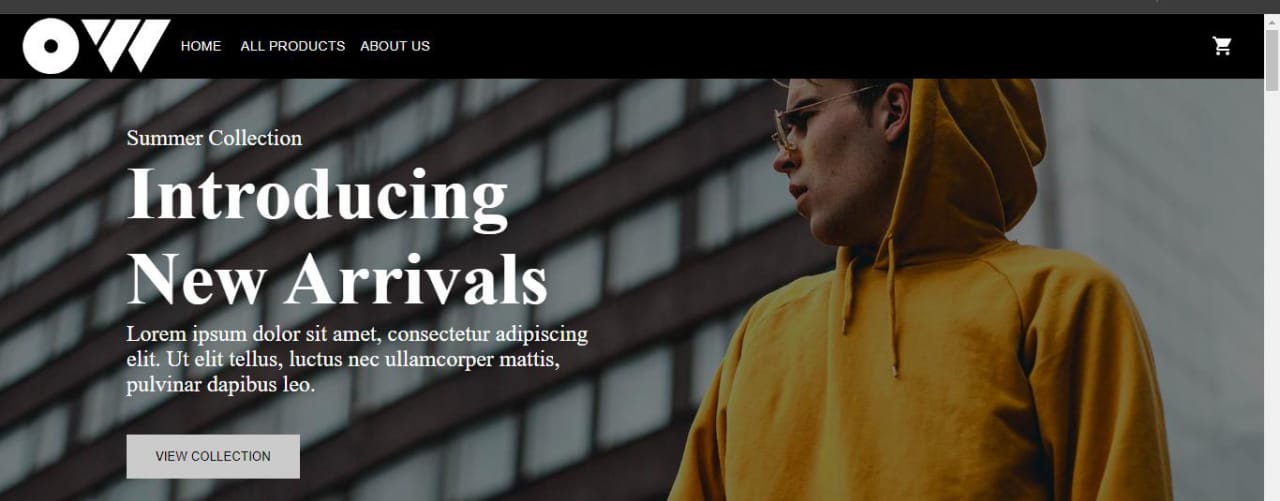 OW HOME ALL PRODUCTS ABOUT US
Summer Collection
Introducing
New Arrivals
Lorem ipsum dolor sit amet, consectetur adipiscing
elit. Ut elit tellus, luctus nec ullamcorper mattis,
pulvinar dapibus leo.
VIEW COLLECTION